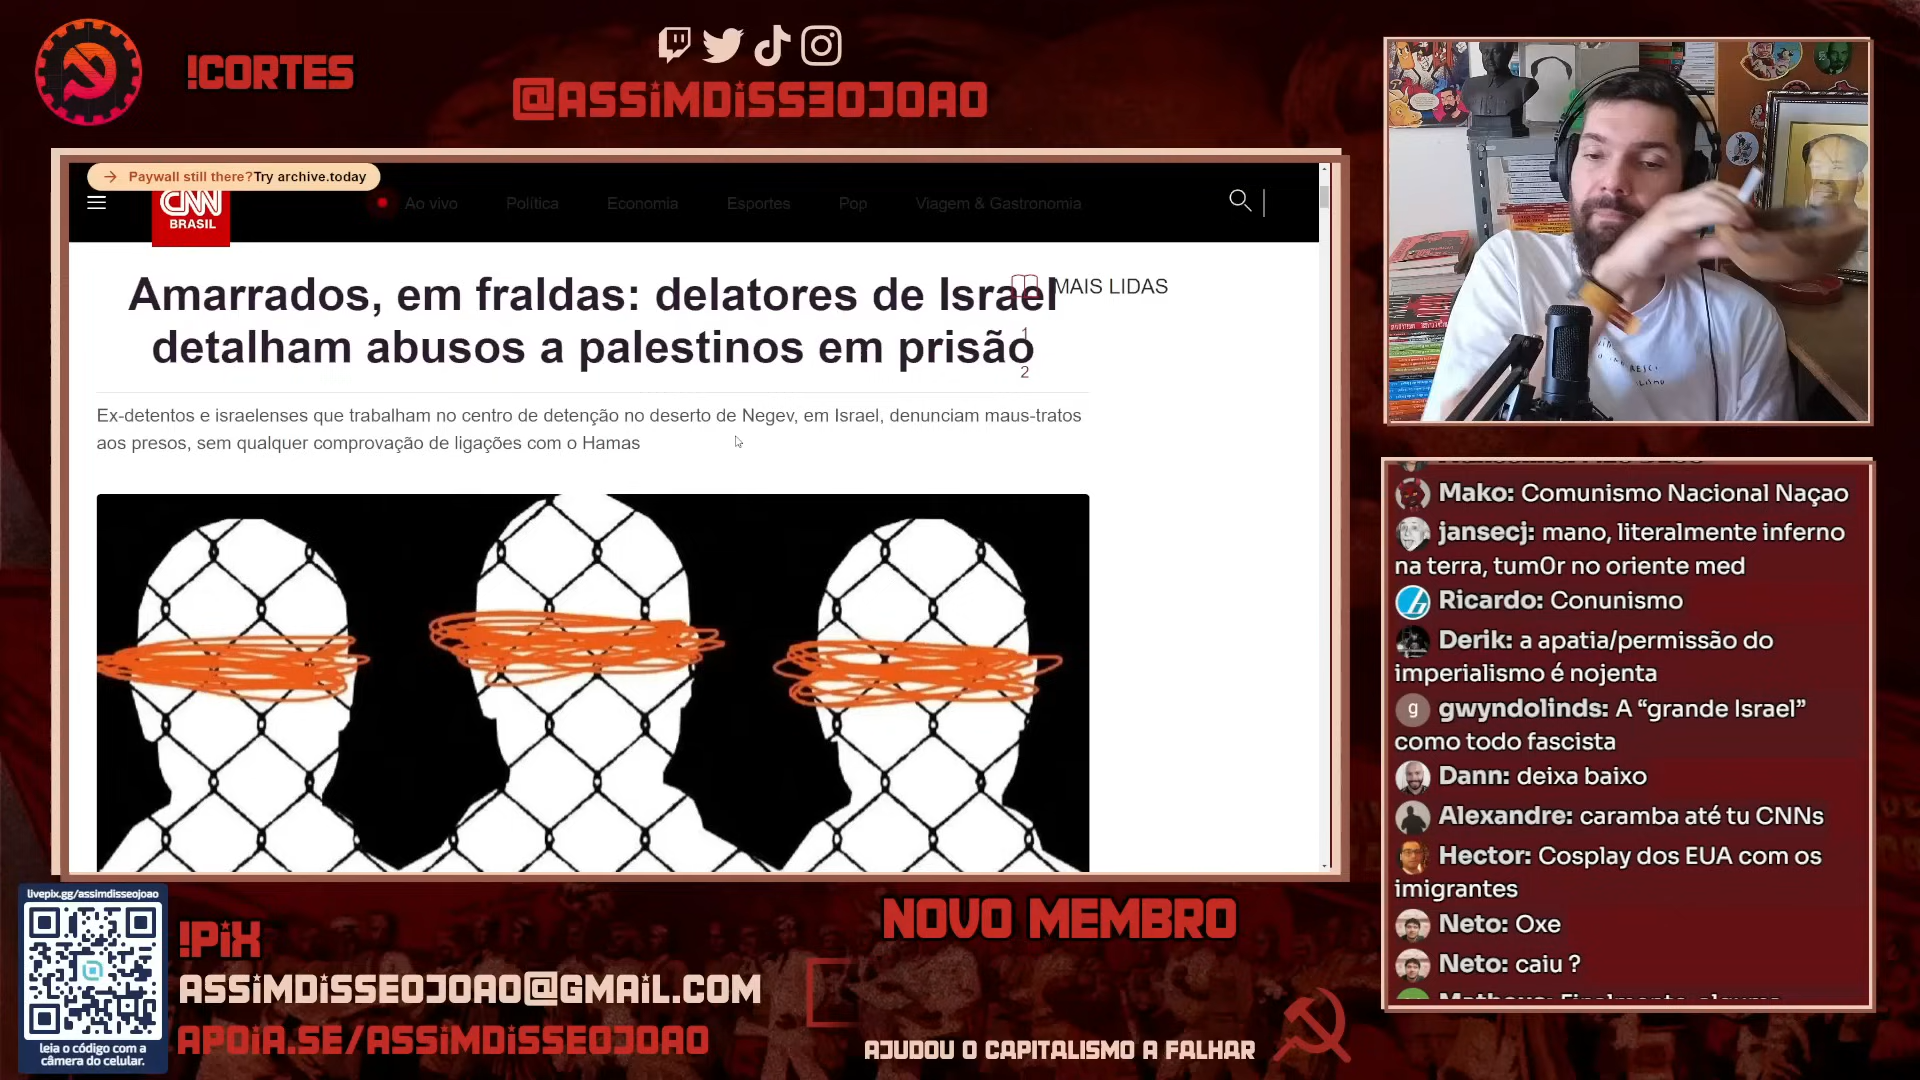 !CORTES
@ASSIMDISSEOJOAO
Paywall still there? Try archive.today
CNN
BRASIL
Ao vivo
Política
Economia
Esportes
Pop
Viagem & Gastronomia
Amarrados, em fraldas: delatores de Israel
detalham abusos a palestinos em prisão
MAIS LIDAS
1
2
Ex-detentos e israelenses que trabalham no centro de detenção no deserto de Negev, em Israel, denunciam maus-tratos
aos presos, sem qualquer comprovação de ligações com o Hamas
Mako: Comunismo Nacional Naçao
jansecj: mano, literalmente inferno
na terra, tum0r no oriente med
Ricardo: Conunismo
Derik: a apatia/permissão do
imperialismo é nojenta
g
gwyndolinds: A “grande Israel”
como todo fascista
Dann: deixa baixo
Alexandre: caramba até tu CNNs
Hector: Cosplay dos EUA com os
imigrantes
Neto: Oxe
Neto: caiu ?
livepix.gg/assimdisseojoao
leia o código com a
câmera do celular.
!PIX
ASSIMDISSEOJOAO@GMAIL.COM
APOIA.SE/ASSIMDISSEOJOAO
NOVO MEMBRO
AJUDOU O CAPITALISMO A FALHAR